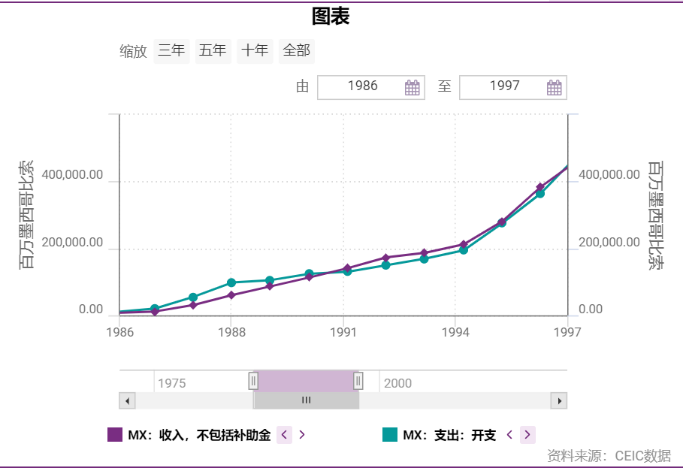 图表
缩放 三年 五年 十年 全部
由 1986 至 1997
百万墨西哥比索
400,000.00
200,000.00
0.00
400,000.00
200,000.00
0.00
百万墨西哥比索
1986 1988 1991 1994 1997
1975 2000
MX：收入，不包括补助金 MX：支出：开支
资料来源：CEIC数据